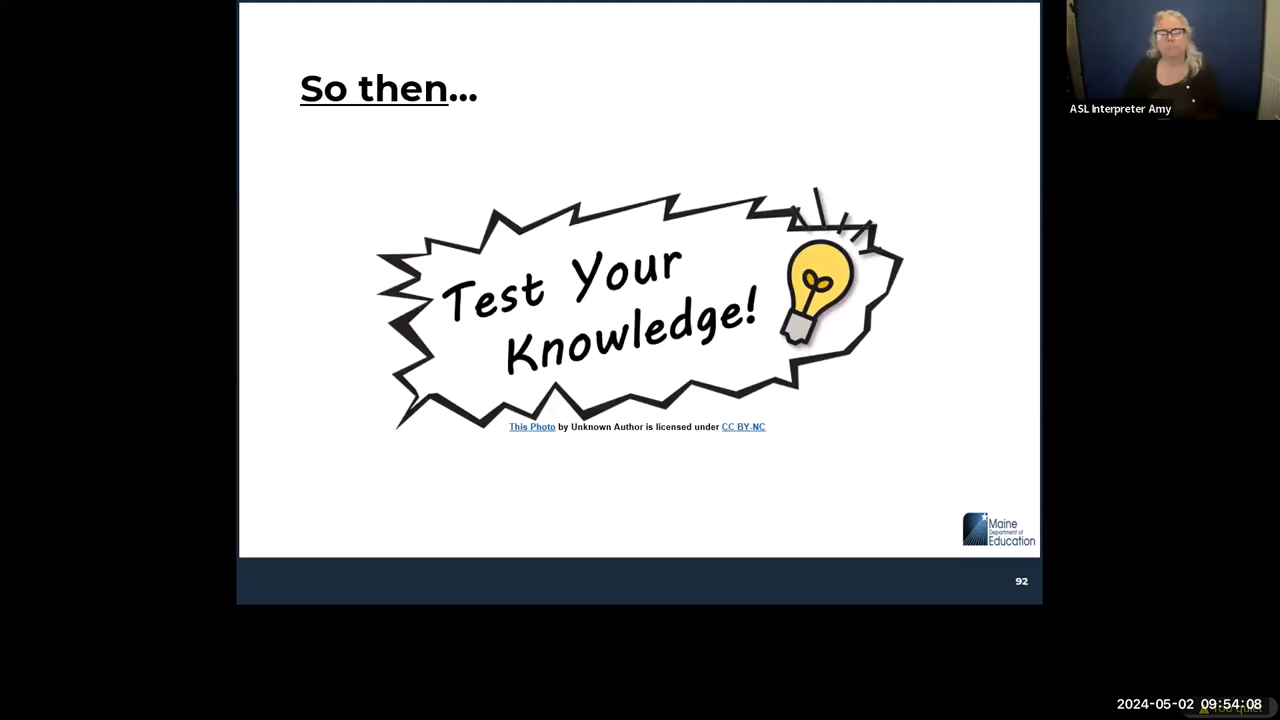 So then...
ASL Interpreter Amy
Test Your
Knowledge!
This Photo by Unknown Author is licensed under CC BY-NC
Maine
Department of
Education
92
2024-05-02 09:54:08